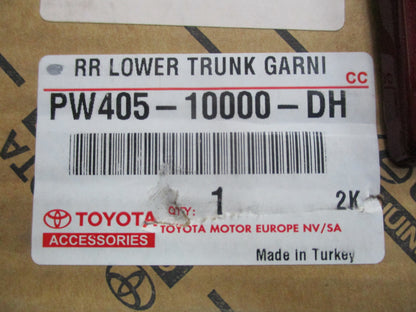 RR LOWER TRUNK GARNI
CC
PW405-10000-DH
QTY: 1 2K
TOYOTA
ACCESSORIES
TOYOTA MOTOR EUROPE NV/SA
Made in Turkey